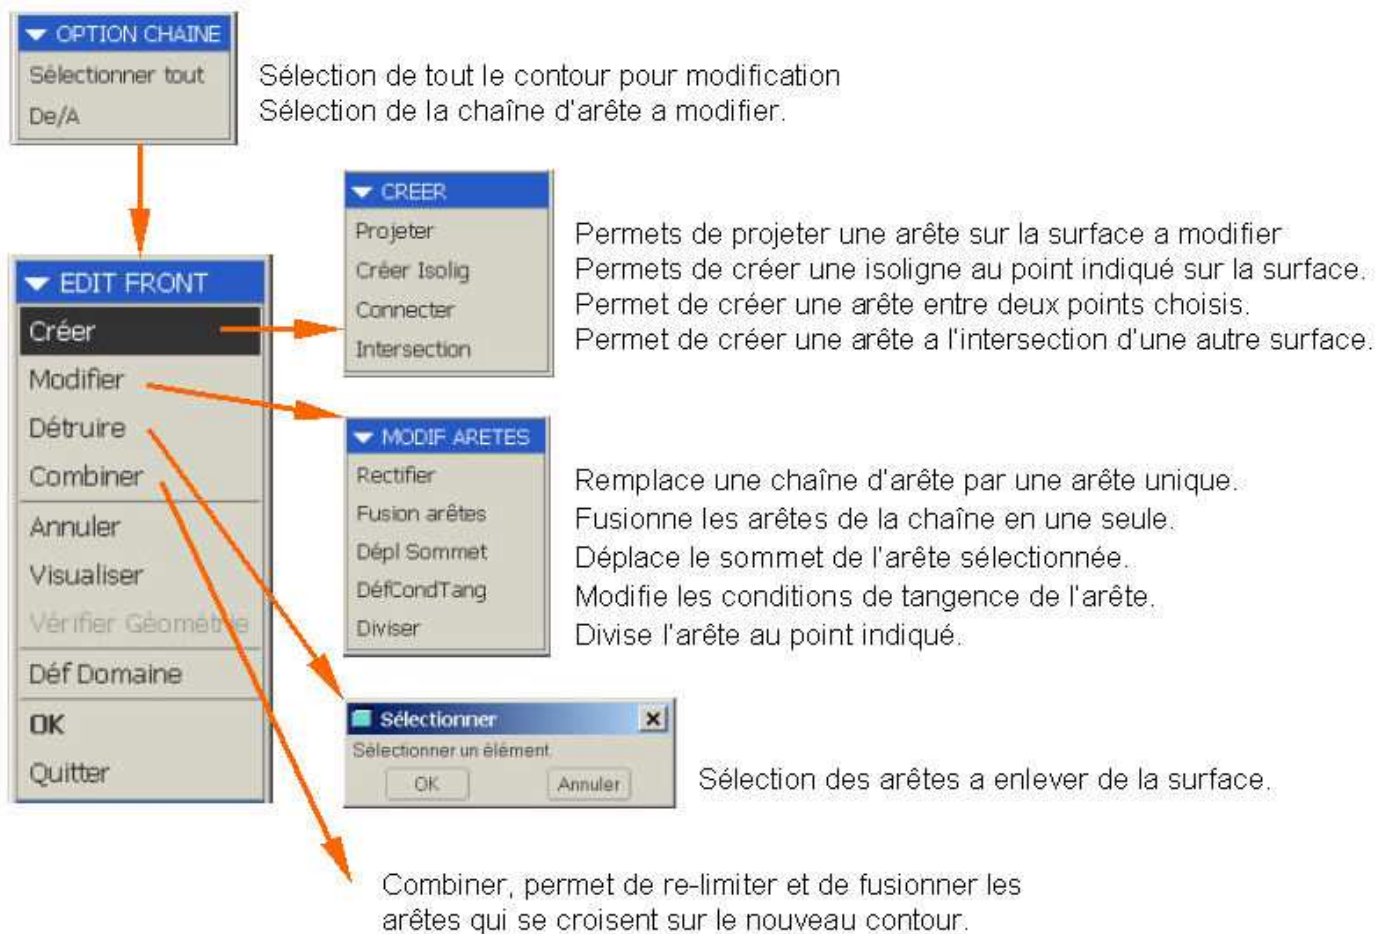 OPTION CHAINE
Sélectionner tout
De/A
Sélection de tout le contour pour modification
Sélection de la chaîne d'arête a modifier.
EDIT FRONT
Créer
Modifier
Détruire
Combiner
Annuler
Visualiser
Vérifier Géométrie
Déf Domaine
OK
Quitter
CREER
Projeter
Créer Isolig
Connecter
Intersection
Permets de projeter une arête sur la surface a modifier
Permets de créer une isoligne au point indiqué sur la surface.
Permet de créer une arête entre deux points choisis.
Permet de créer une arête a l'intersection d'une autre surface.
MODIF ARETES
Rectifier
Fusion arêtes
Dépl Sommet
DéfCondTang
Diviser
Remplace une chaîne d'arête par une arête unique.
Fusionne les arêtes de la chaîne en une seule.
Déplace le sommet de l'arête sélectionnée.
Modifie les conditions de tangence de l'arête.
Divise l'arête au point indiqué.
Sélectionner
Sélectionner un élément
OK Annuler
Sélection des arêtes a enlever de la surface.
Combiner, permet de re-limiter et de fusionner les
arêtes qui se croisent sur le nouveau contour.